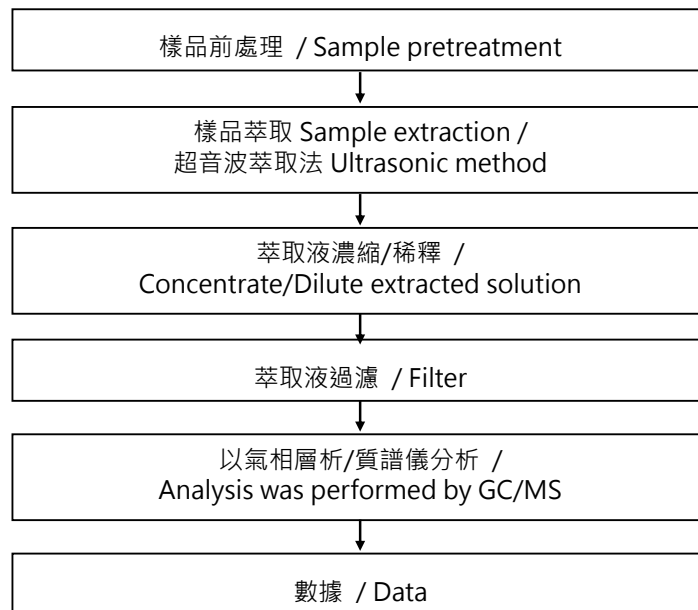 樣品前處理 / Sample pretreatment
樣品萃取 Sample extraction /
超音波萃取法 Ultrasonic method
萃取液濃縮/稀釋 /
Concentrate/Dilute extracted solution
萃取液過濾 / Filter
以氣相層析/質譜儀分析 /
Analysis was performed by GC/MS
數據 / Data